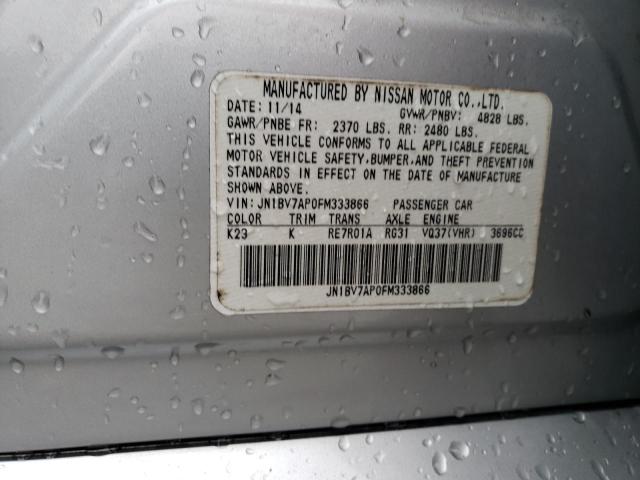 MANUFACTURED BY NISSAN MOTOR CO.,LTD.
DATE: 11/14 GVWR/PNBV: 4828 LBS.
GAWR/PNBE FR: 2370 LBS. RR: 2480 LBS.
THIS VEHICLE CONFORMS TO ALL APPLICABLE FEDERAL
MOTOR VEHICLE SAFETY,BUMPER,AND THEFT PREVENTION
STANDARDS IN EFFECT ON THE DATE OF MANUFACTURE
SHOWN ABOVE.
VIN: JN1BV7AP0FM333866 PASSENGER CAR
COLOR TRIM TRANS AXLE ENGINE
K23 K RE7R01A RG31 VQ37(VHR) 3696CC
JN1BV7AP0FM333866